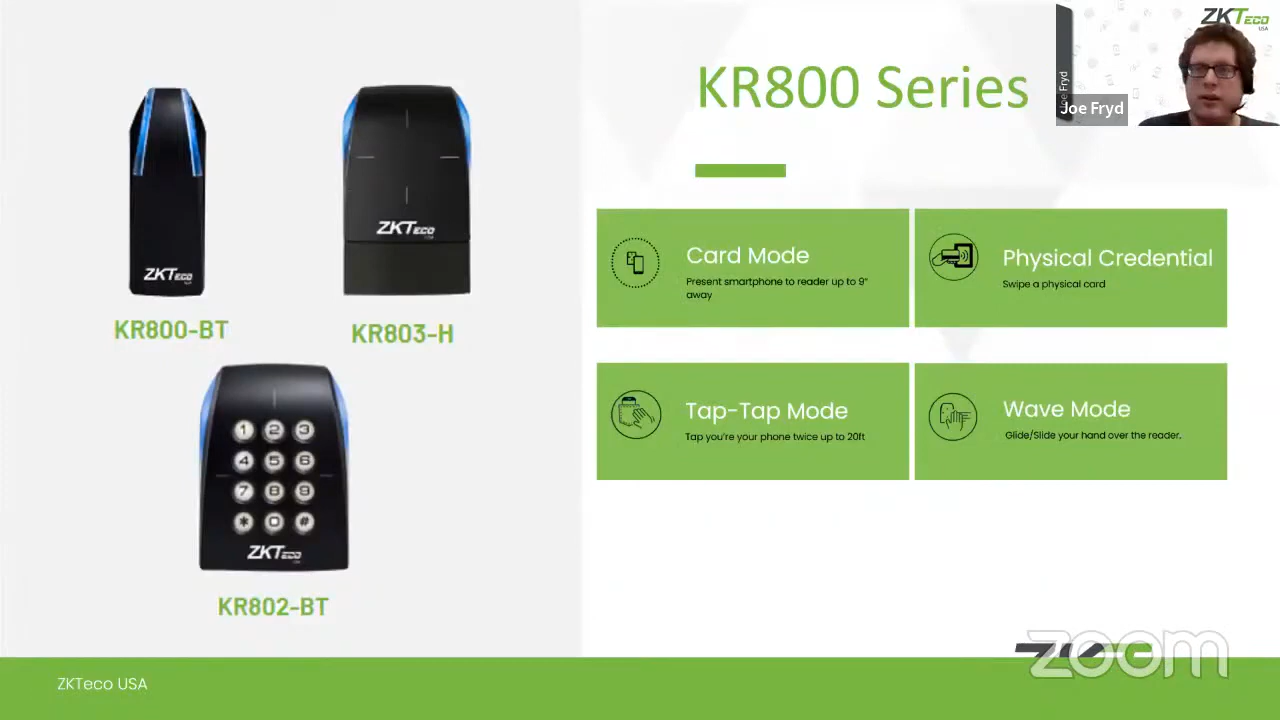 KR800 Series
ZKTECO
USA
Joe Fryd
Joe Fryd
ZKTECO
KR800-BT
ZKTECO
KR803-H
1 2 3
4 5 6
7 8 9
* 0 #
ZKTECO
KR802-BT
Card Mode
Present smartphone to reader up to 9"
away
Physical Credential
Swipe a physical card
Tap-Tap Mode
Tap you're your phone twice up to 20ft
Wave Mode
Glide/Slide your hand over the reader.
zoom
ZKTeco USA